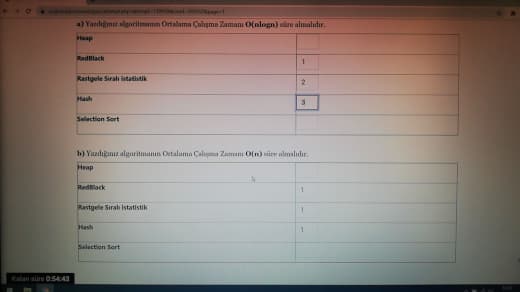 a) Yazdığınız algoritmanın Ortalama Çalışma Zamanı O(nlogn) süre almalıdır.
Heap
RedBlack 1
Rastgele Sıralı İstatistik 2
Hash 3
Selection Sort
b) Yazdığınız algoritmanın Ortalama Çalışma Zamanı O(n) süre almalıdır.
Heap
RedBlack 1
Rastgele Sıralı İstatistik 1
Hash 1
Selection Sort
Kalan süre 0:54:43